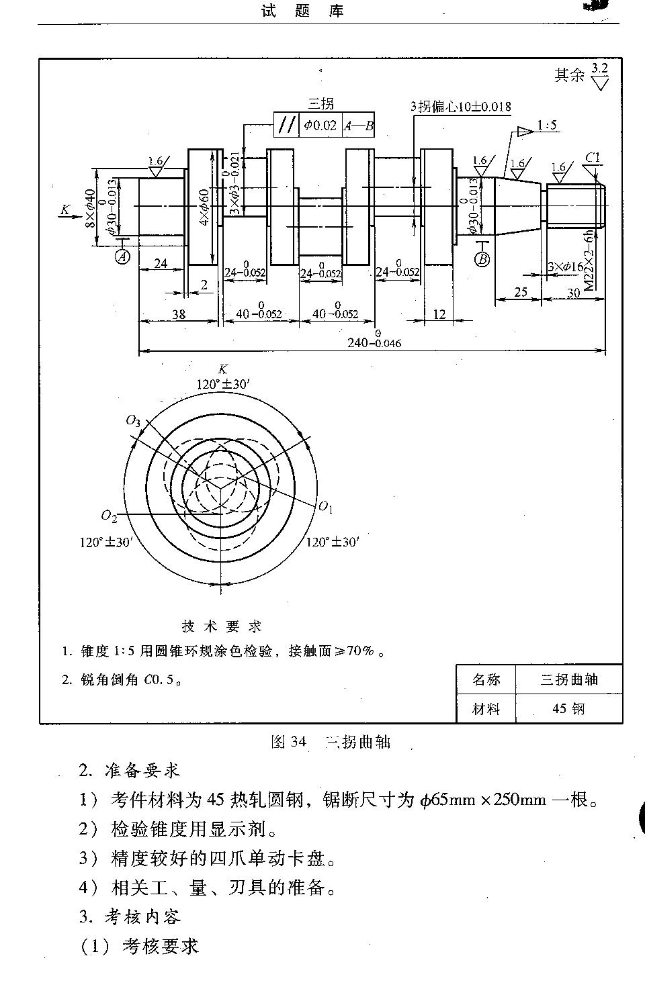 试 题 库
其余 3.2
三拐
// ϕ0.02 A—B
3拐偏心10±0.018
1:5
1.6
1.6
1.6
1.6
C1
K
8×ϕ40
ϕ30 0 -0.013
4×ϕ60
3×ϕ3 0 -0.021
ϕ30 0 -0.013
A
B
3×ϕ16
M22×2-6h
24
24 0 -0.052
24 0 -0.052
24 0 -0.052
2
25
30
38
40 0 -0.052
40 0 -0.052
12
240 0 -0.046
K
120°±30′
O3
O2
O1
120°±30′
120°±30′
技 术 要 求
1. 锥度 1:5 用圆锥环规涂色检验，接触面≥70%。
2. 锐角倒角 C0.5。
名称 三拐曲轴
材料 45 钢
图 34 三拐曲轴
2. 准备要求
1) 考件材料为 45 热轧圆钢，锯断尺寸为 ϕ65mm×250mm 一根。
2) 检验锥度用显示剂。
3) 精度较好的四爪单动卡盘。
4) 相关工、量、刃具的准备。
3. 考核内容
(1) 考核要求